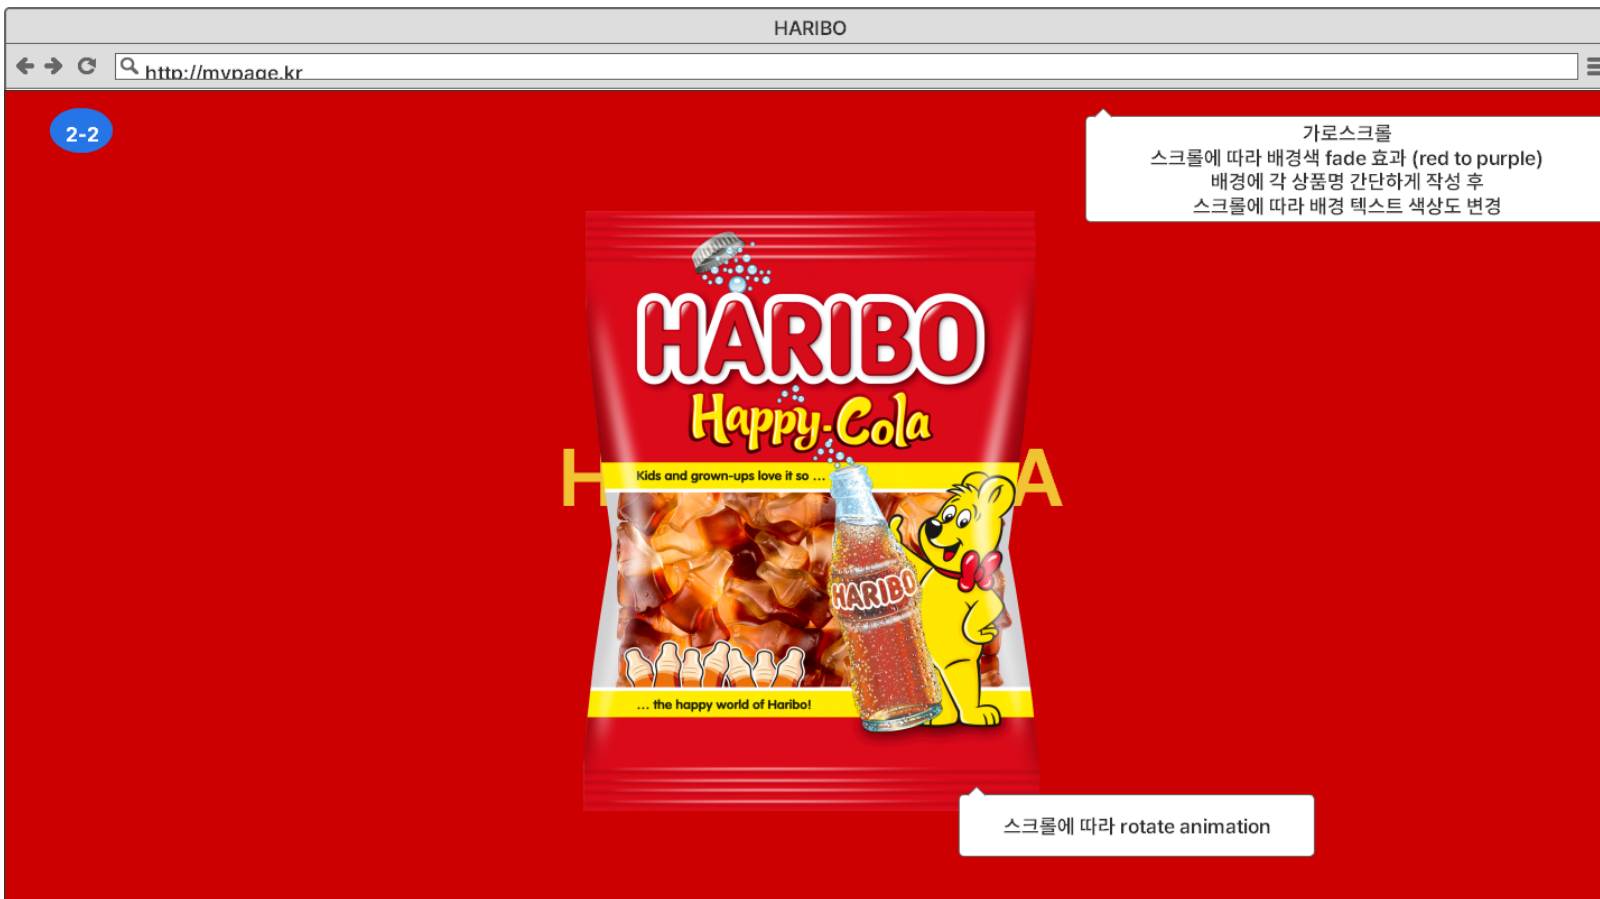 HARIBO
http://mypage.kr
2-2
가로스크롤
스크롤에 따라 배경색 fade 효과 (red to purple)
배경에 각 상품명 간단하게 작성 후
스크롤에 따라 배경 텍스트 색상도 변경
HARIBO
Happy-Cola
H A
Kids and grown-ups love it so ...
HARIBO
... the happy world of Haribo!
스크롤에 따라 rotate animation